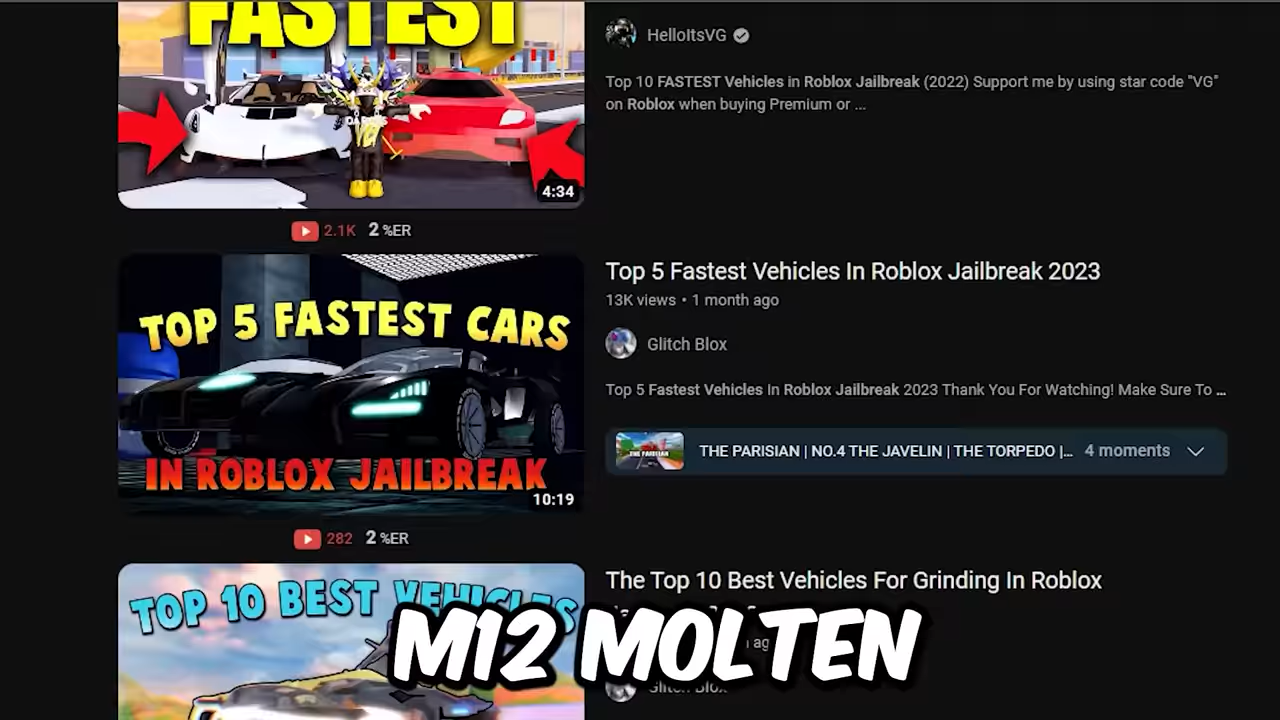 FASTEST
4:34
2.1K 2 %ER
HelloItsVG
Top 10 FASTEST Vehicles in Roblox Jailbreak (2022) Support me by using star code "VG"
on Roblox when buying Premium or ...
TOP 5 FASTEST CARS
IN ROBLOX JAILBREAK
10:19
282 2 %ER
Top 5 Fastest Vehicles In Roblox Jailbreak 2023
13K views • 1 month ago
Glitch Blox
Top 5 Fastest Vehicles In Roblox Jailbreak 2023 Thank You For Watching! Make Sure To ...
THE PARISIAN | NO.4 THE JAVELIN | THE TORPEDO |... 4 moments
TOP 10 BEST VEHICLES
The Top 10 Best Vehicles For Grinding In Roblox
Glitch Blox
M12 MOLTEN